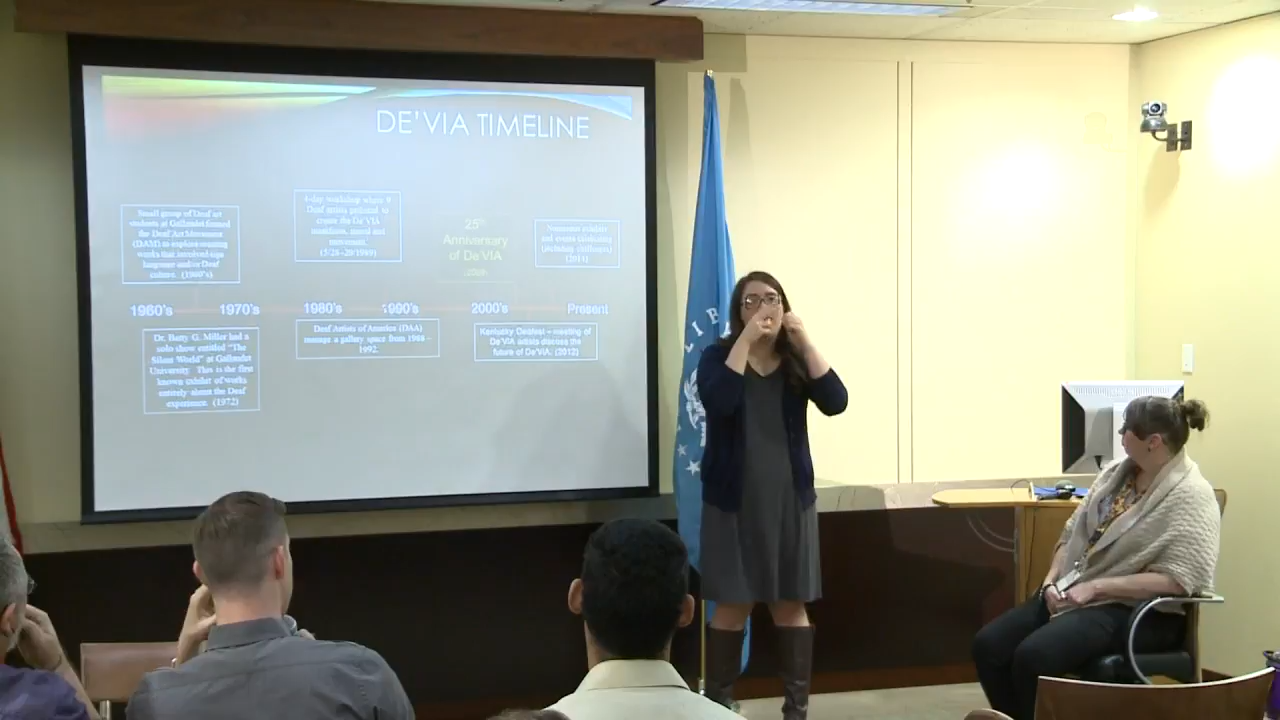 DE'VIA TIMELINE
Small group of Deaf art
students at Gallaudet formed
the Deaf Art Movement
(DAM) to explore creating
works that involved sign
language and/or Deaf
culture. (1960's)
4-day workshop where 9
Deaf artists gathered to
create the De'VIA
manifesto, mural and
movement.
(5/25-28/1989)
25th
Anniversary
of De'VIA
Numerous exhibits
and events
(2014)
1960's 1970's 1980's 1990's 2000's Present
Dr. Betty G. Miller had a
solo show entitled "The
Silent World" at Gallaudet
University. This is the first
known exhibit of works
entirely about the Deaf
experience. (1972)
Deaf Artists of America (DAA)
manage a gallery space from 1988 –
1992.
Kentucky Deaffest – meeting of
De'VIA artists discuss the
future of De'VIA. (2012)
LIB